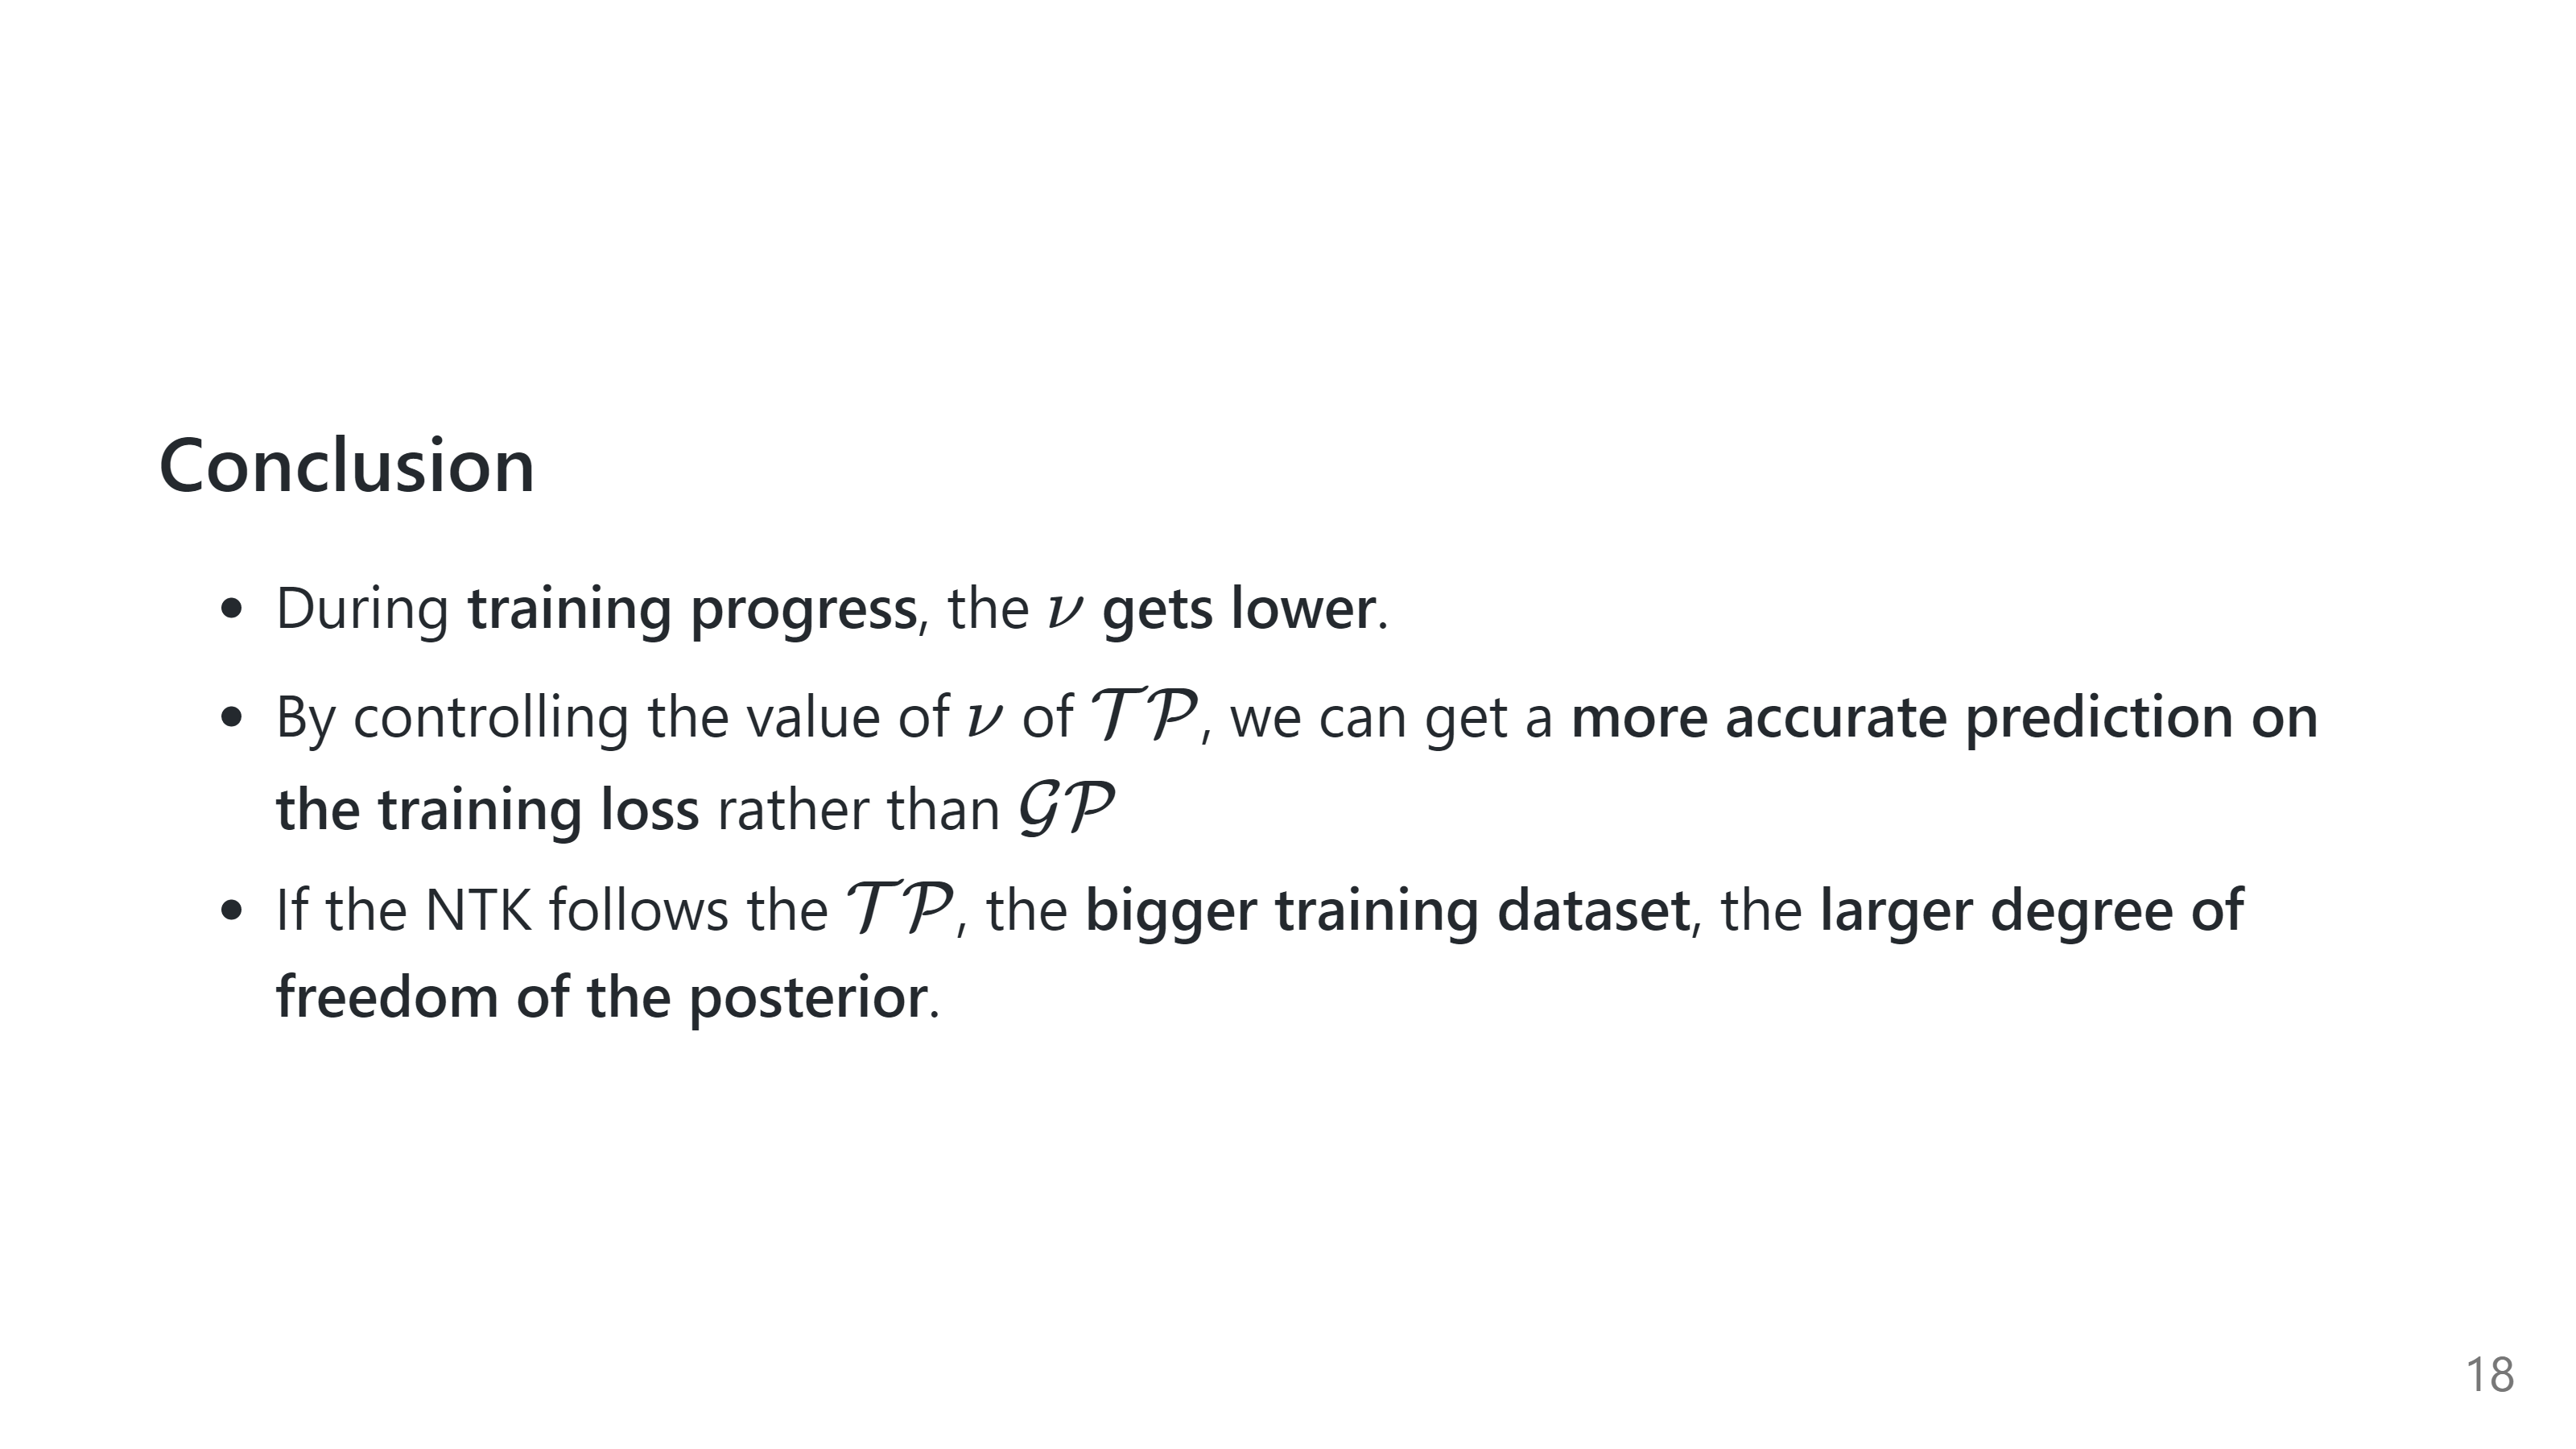 Conclusion
• During training progress, the ν gets lower.
• By controlling the value of ν of 𝒯𝒫, we can get a more accurate prediction on
the training loss rather than 𝒢𝒫
• If the NTK follows the 𝒯𝒫, the bigger training dataset, the larger degree of
freedom of the posterior.
18